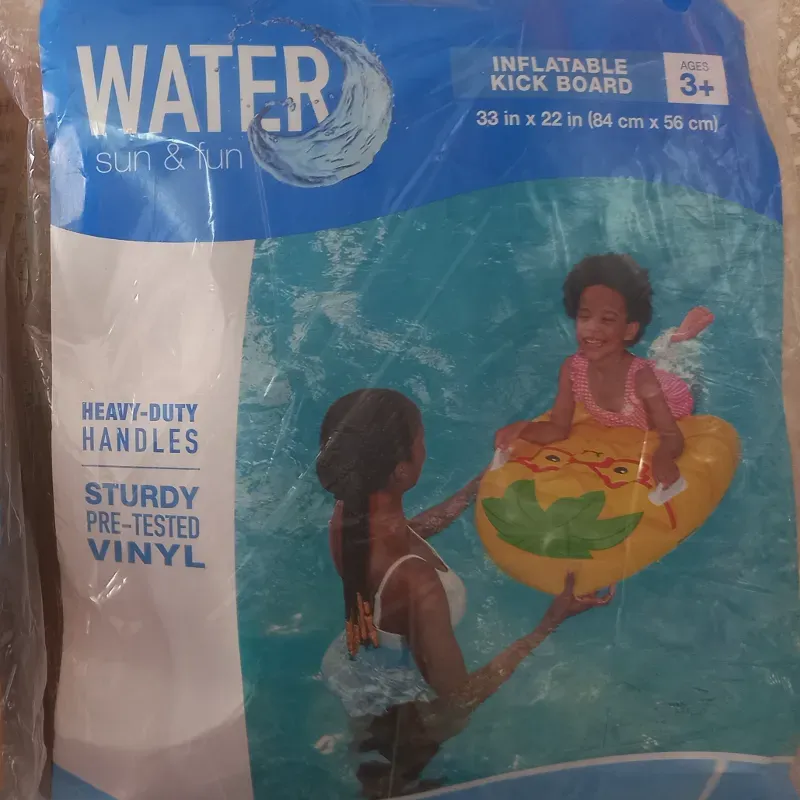 WATER
sun & fun
INFLATABLE
KICK BOARD
AGES
3+
33 in x 22 in (84 cm x 56 cm)
HEAVY-DUTY
HANDLES
STURDY
PRE-TESTED
VINYL